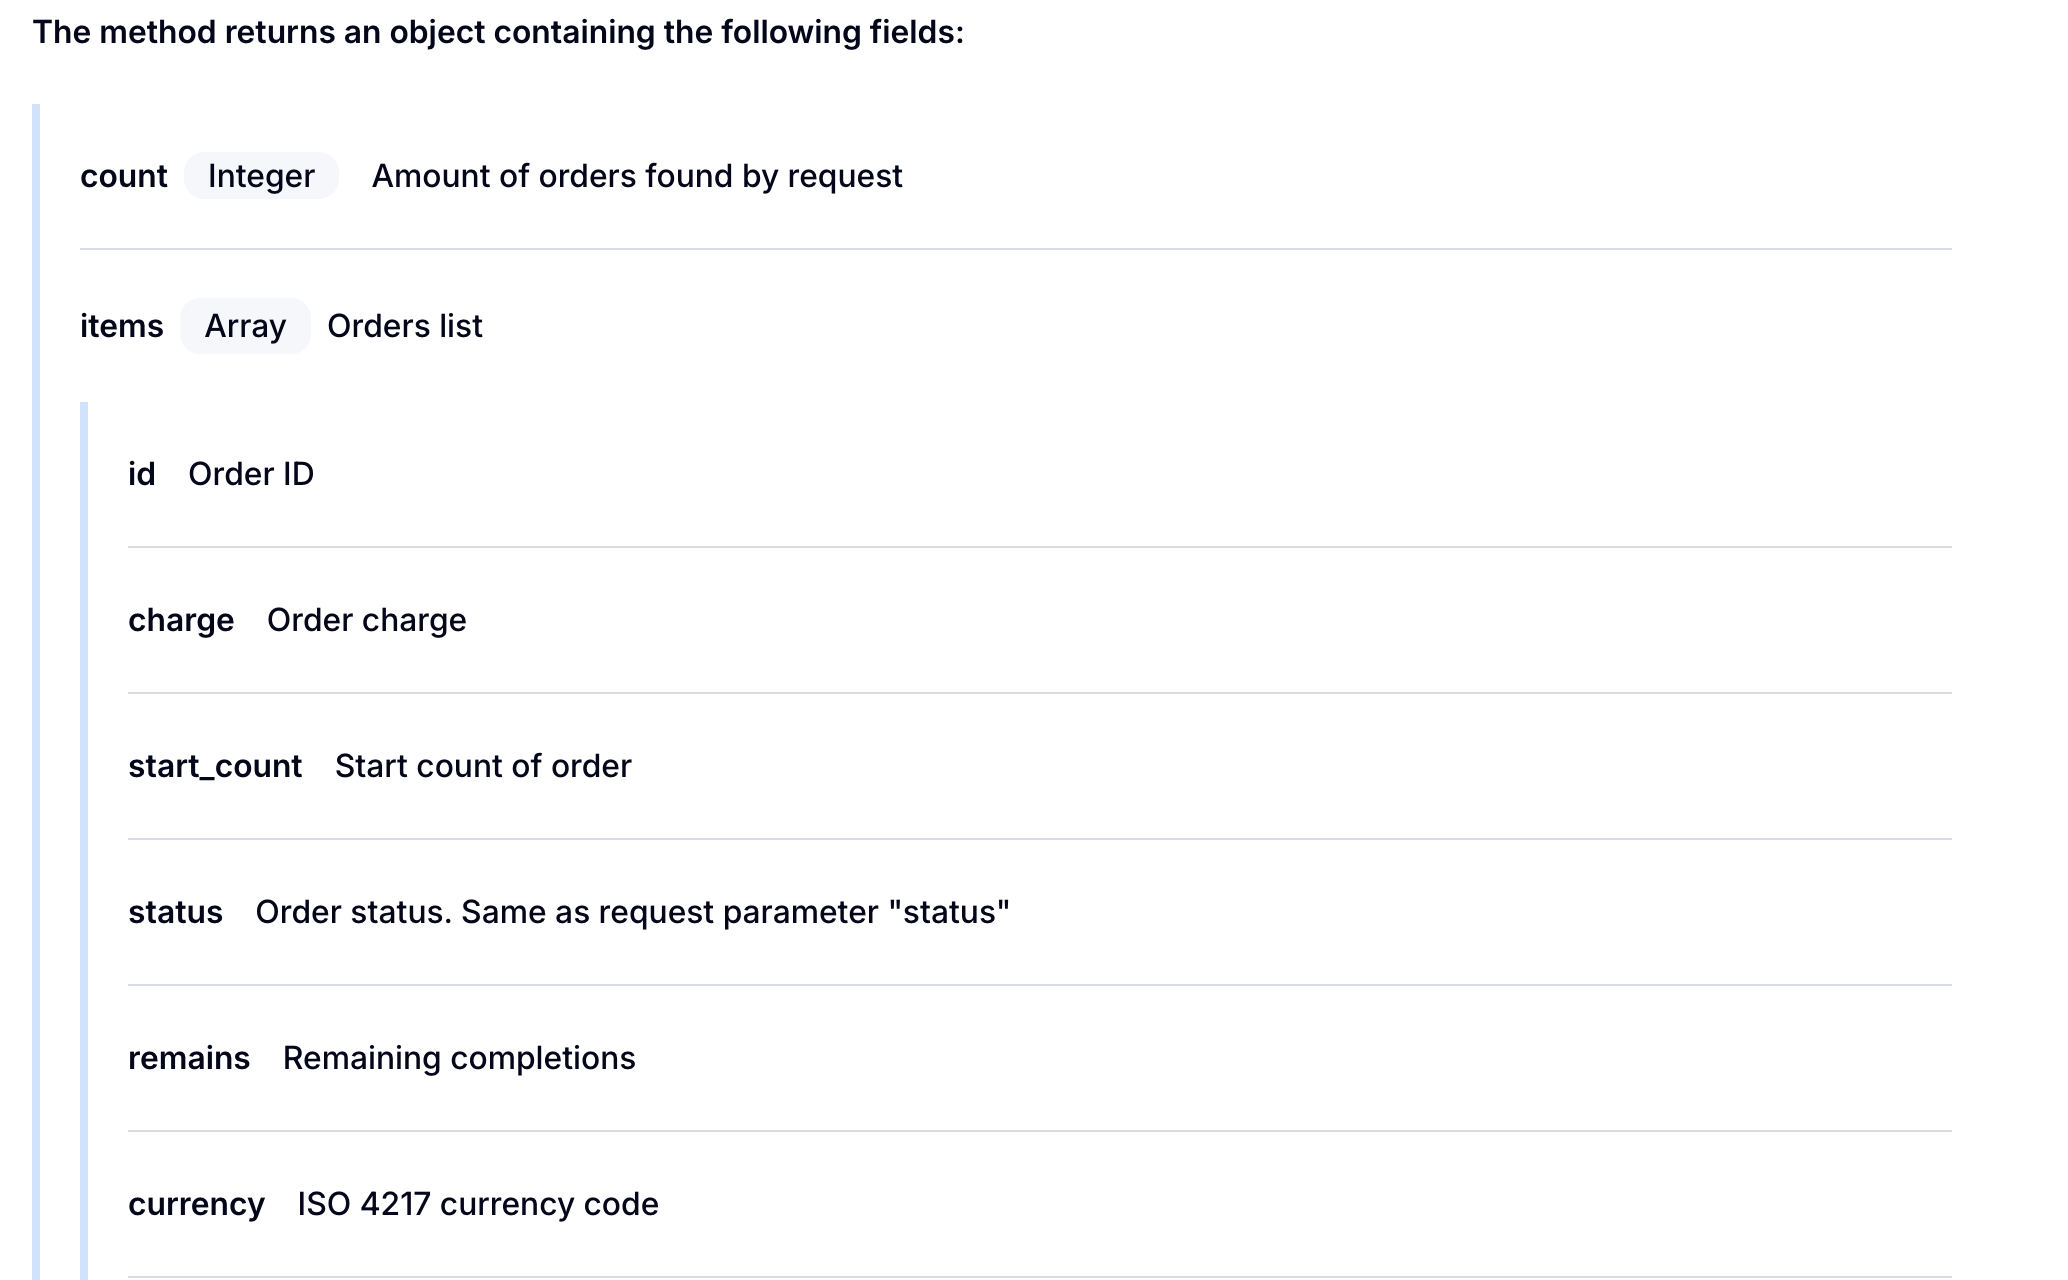 The method returns an object containing the following fields:
count Integer Amount of orders found by request
items Array Orders list
id Order ID
charge Order charge
start_count Start count of order
status Order status. Same as request parameter "status"
remains Remaining completions
currency ISO 4217 currency code